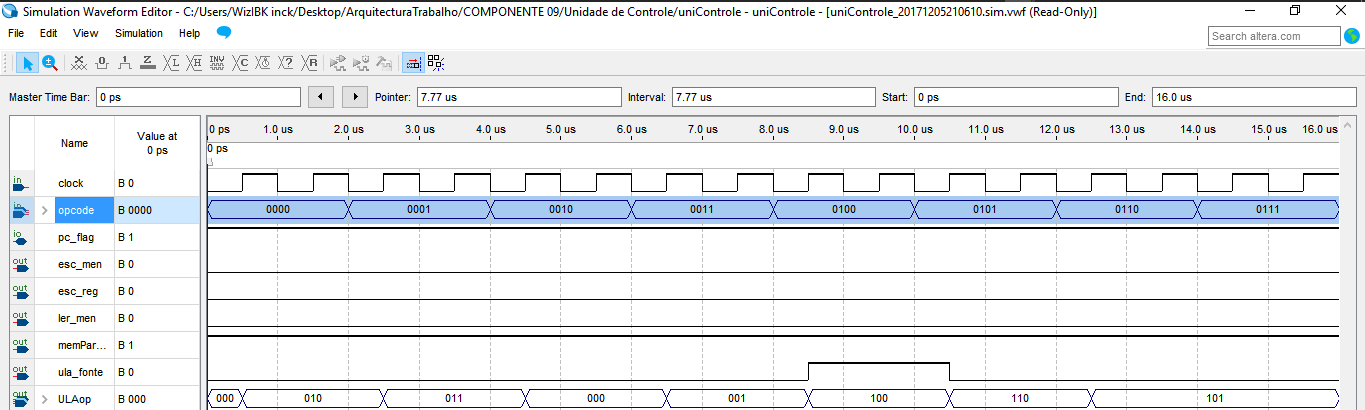 Simulation Waveform Editor - C:/Users/WizlBK inck/Desktop/ArquitecturaTrabalho/COMPONENTE 09/Unidade de Controle/uniControle - uniControle - [uniControle_20171205210610.sim.vwf (Read-Only)]
File Edit View Simulation Help
Search altera.com
Master Time Bar: 0 ps Pointer: 7.77 us Interval: 7.77 us Start: 0 ps End: 16.0 us
Name Value at 0 ps
0 ps 1.0 us 2.0 us 3.0 us 4.0 us 5.0 us 6.0 us 7.0 us 8.0 us 9.0 us 10.0 us 11.0 us 12.0 us 13.0 us 14.0 us 15.0 us 16.0 us
0 ps
in clock B 0
in opcode B 0000 0000 0001 0010 0011 0100 0101 0110 0111
io pc_flag B 1
out esc_men B 0
out esc_reg B 0
out ler_men B 0
out memPar... B 1
out ula_fonte B 0
out ULAop B 000 000 010 011 000 001 100 110 101